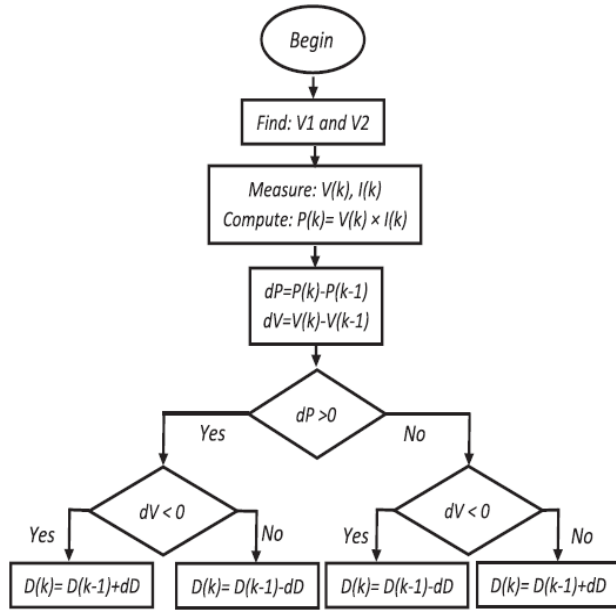 Begin
Find: V1 and V2
Measure: V(k), I(k)
Compute: P(k)= V(k) × I(k)
dP=P(k)-P(k-1)
dV=V(k)-V(k-1)
dP >0
Yes
No
dV < 0
dV < 0
Yes
No
Yes
No
D(k)= D(k-1)+dD
D(k)= D(k-1)-dD
D(k)= D(k-1)-dD
D(k)= D(k-1)+dD